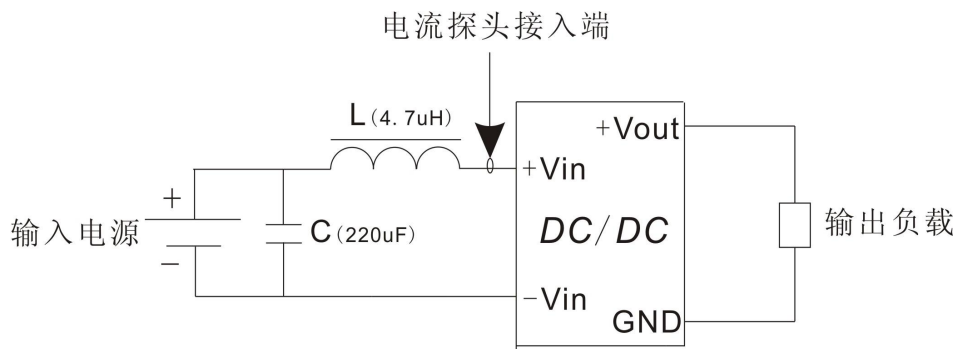 电流探头接入端
L(4.7uH)
+Vout
+Vin
+
输入电源
C(220uF)
DC/DC
输出负载
−
−Vin
GND